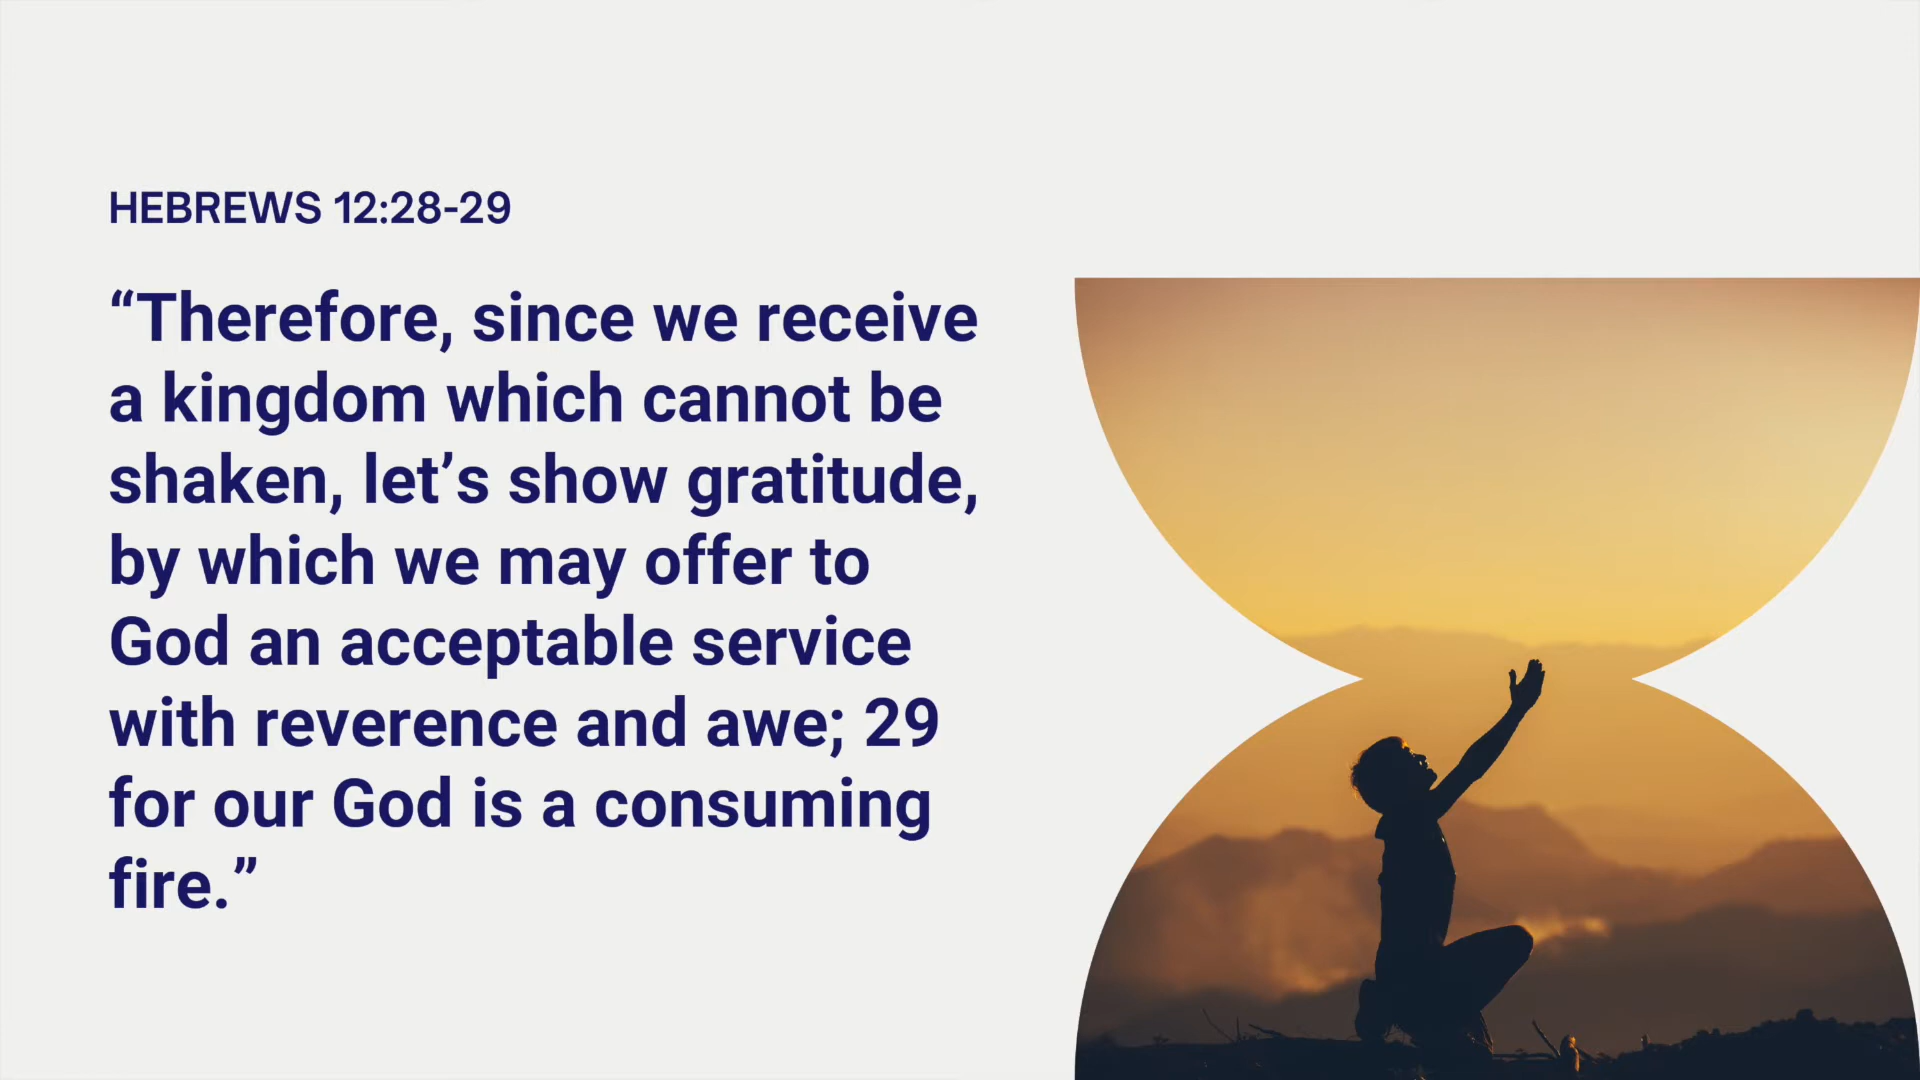 HEBREWS 12:28-29
“Therefore, since we receive
a kingdom which cannot be
shaken, let’s show gratitude,
by which we may offer to
God an acceptable service
with reverence and awe; 29
for our God is a consuming
fire.”